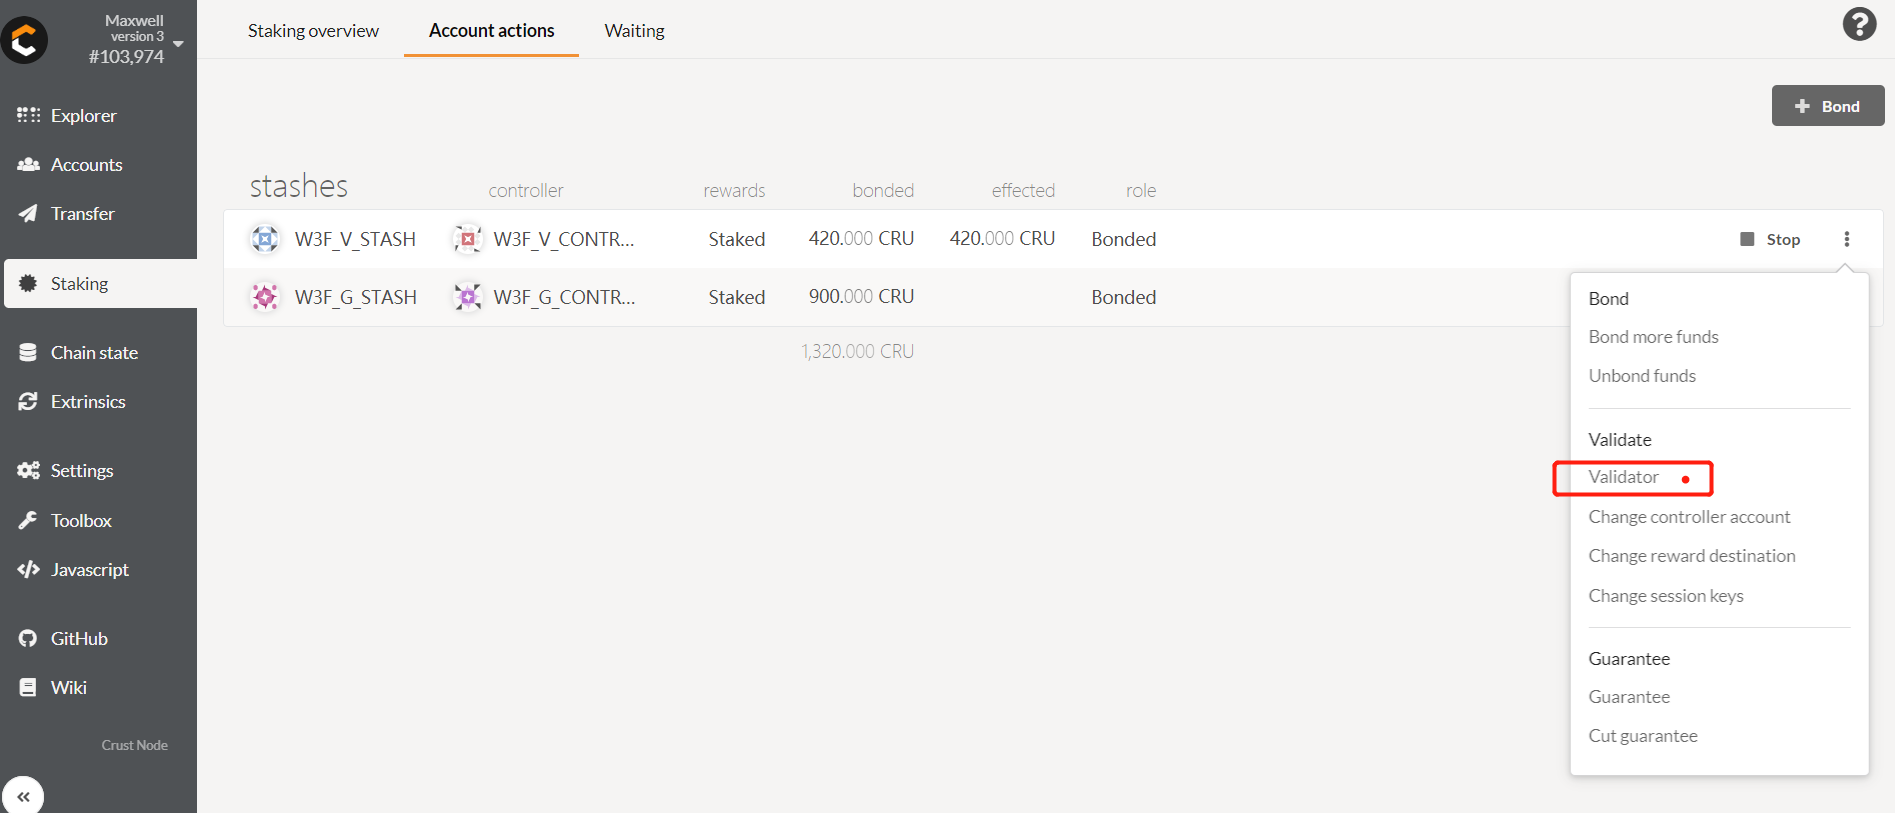 Maxwell
version 3
#103,974
Explorer
Accounts
Transfer
Staking
Chain state
Extrinsics
Settings
Toolbox
Javascript
GitHub
Wiki
Crust Node
Staking overview
Account actions
Waiting
Bond
stashes controller rewards bonded effected role
W3F_V_STASH W3F_V_CONTR... Staked 420.000 CRU 420.000 CRU Bonded Stop
W3F_G_STASH W3F_G_CONTR... Staked 900.000 CRU Bonded
1,320.000 CRU
Bond
Bond more funds
Unbond funds
Validate
Validator
Change controller account
Change reward destination
Change session keys
Guarantee
Guarantee
Cut guarantee